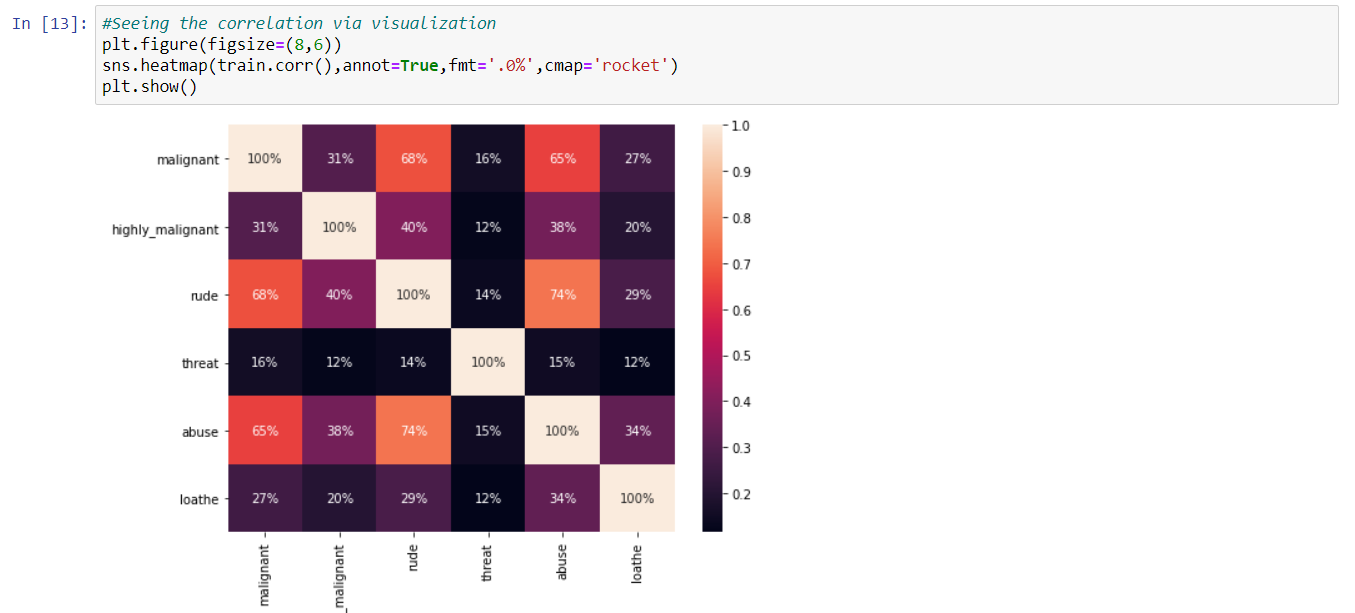 In [13]: #Seeing the correlation via visualization
plt.figure(figsize=(8,6))
sns.heatmap(train.corr(),annot=True,fmt='.0%',cmap='rocket')
plt.show()
malignant 100% 31% 68% 16% 65% 27%
highly_malignant 31% 100% 40% 12% 38% 20%
rude 68% 40% 100% 14% 74% 29%
threat 16% 12% 14% 100% 15% 12%
abuse 65% 38% 74% 15% 100% 34%
loathe 27% 20% 29% 12% 34% 100%
malignant
_malignant
rude
threat
abuse
loathe
1.0
0.9
0.8
0.7
0.6
0.5
0.4
0.3
0.2